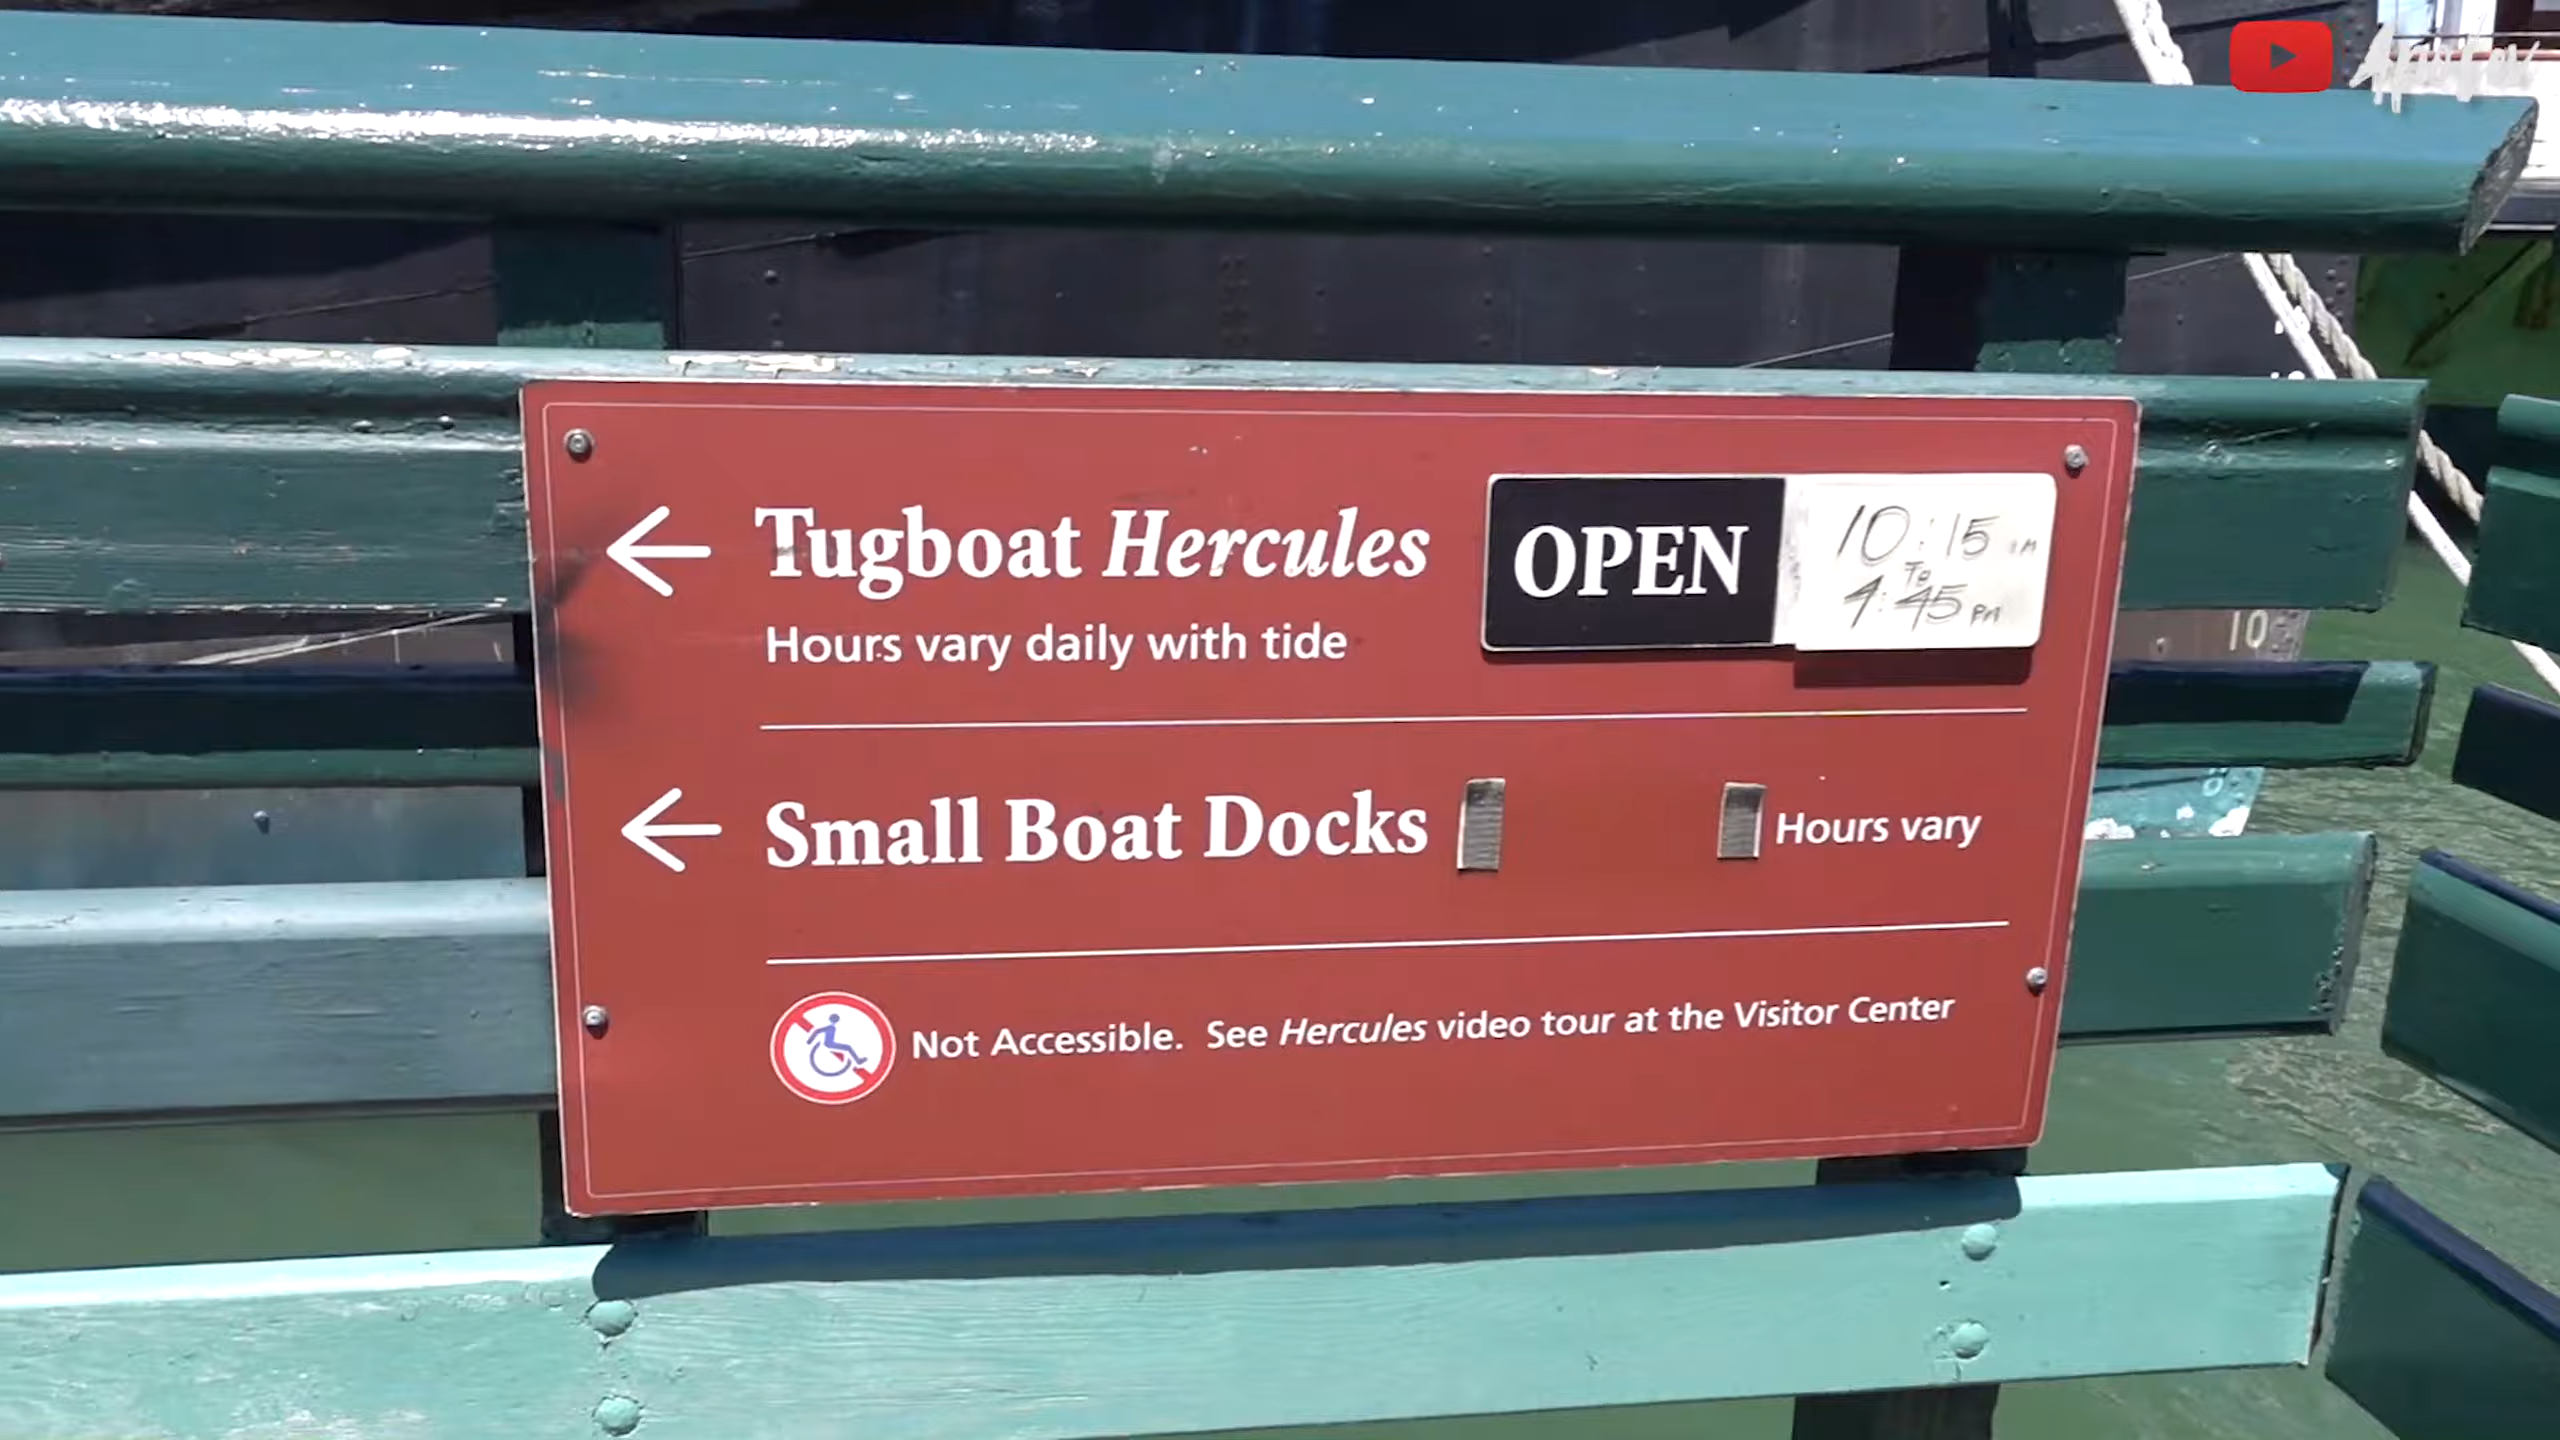 Tugboat Hercules
OPEN
10:15 AM
To
4:45 PM
Hours vary daily with tide
Small Boat Docks
Hours vary
Not Accessible. See Hercules video tour at the Visitor Center
10